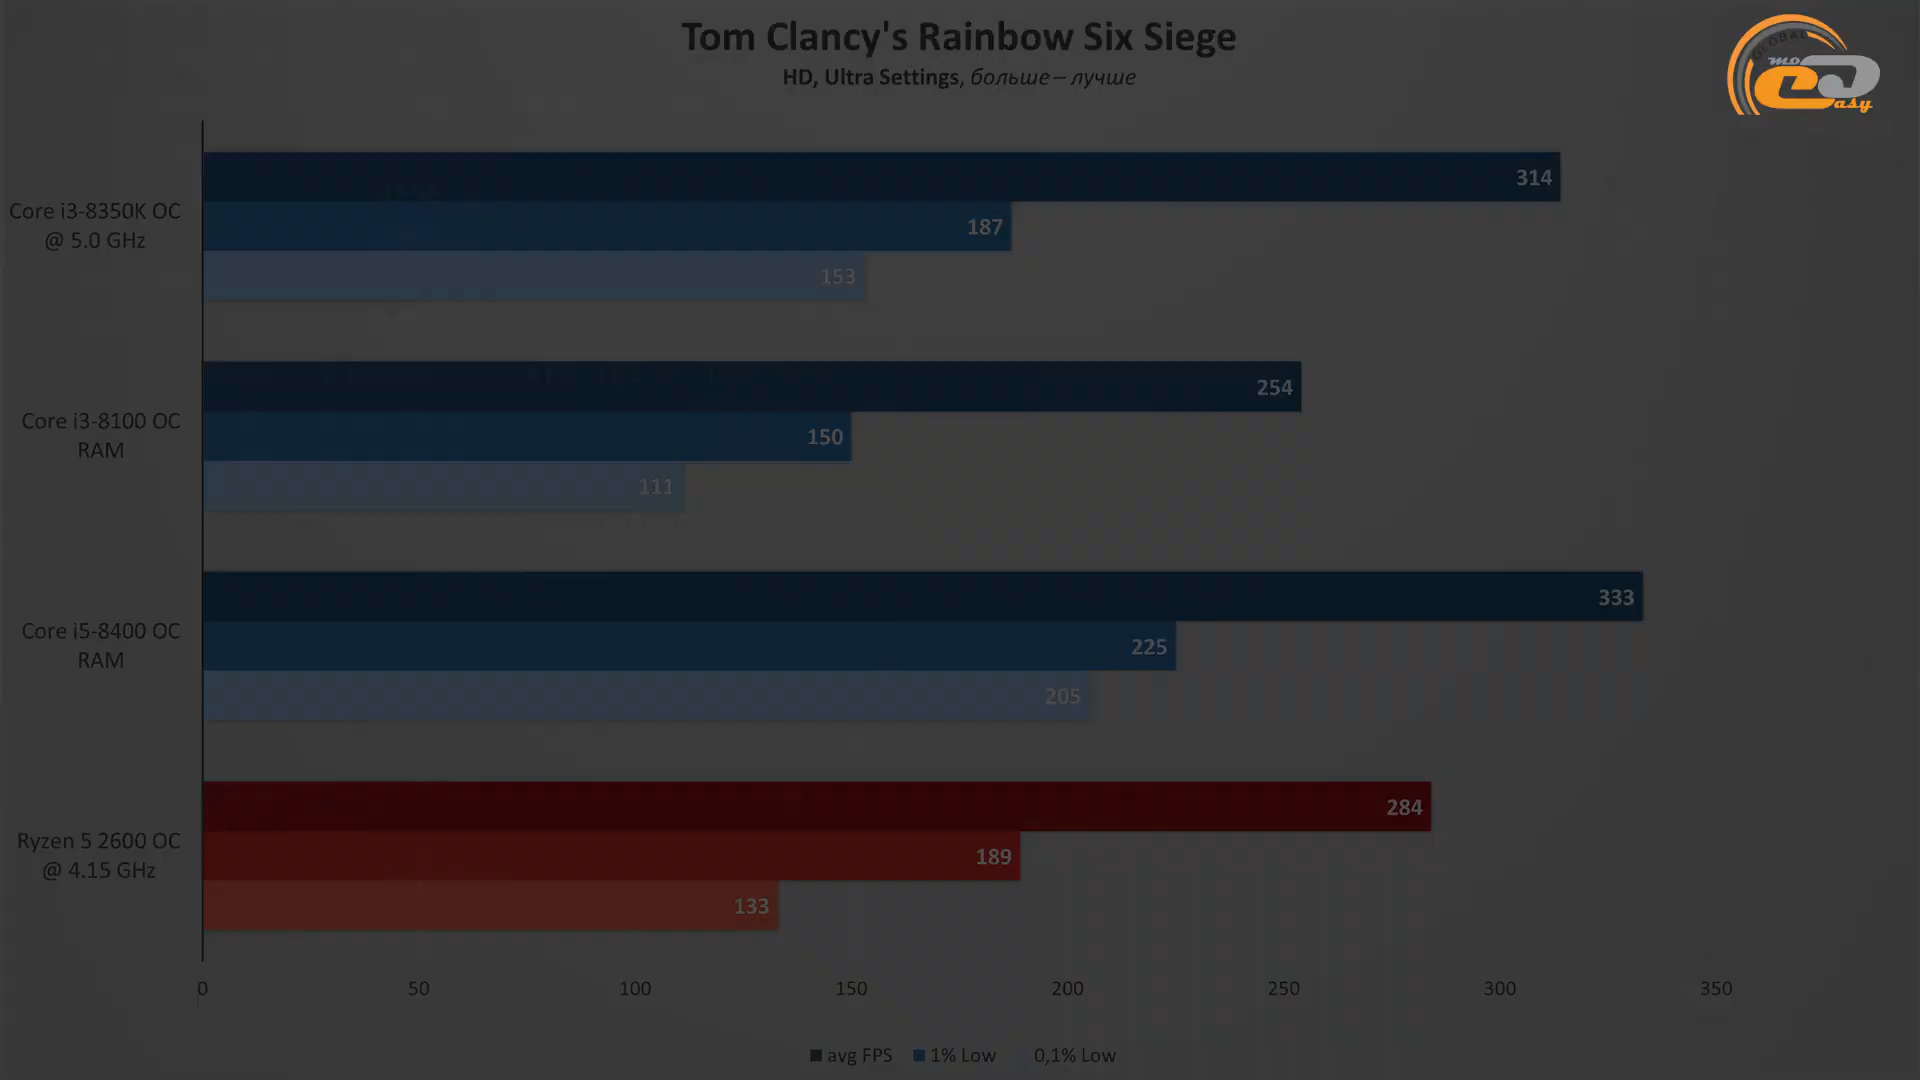 Tom Clancy's Rainbow Six Siege
HD, Ultra Settings, больше – лучше
GLOBAL
mo
easy
Core i3-8350K OC
@ 5.0 GHz
314
187
153
Core i3-8100 OC
RAM
254
150
111
Core i5-8400 OC
RAM
333
225
205
Ryzen 5 2600 OC
@ 4.15 GHz
284
189
133
0 50 100 150 200 250 300 350
avg FPS 1% Low 0,1% Low